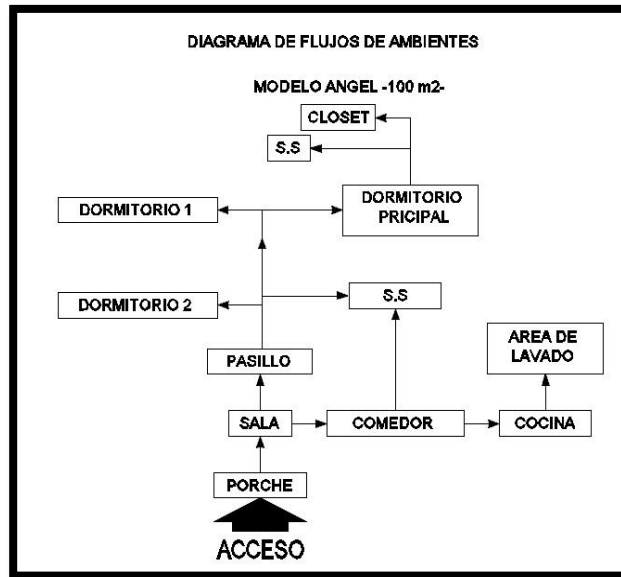 DIAGRAMA DE FLUJOS DE AMBIENTES
MODELO ANGEL -100 m2-
CLOSET
S.S
DORMITORIO 1
DORMITORIO
PRICIPAL
DORMITORIO 2
S.S
AREA DE
LAVADO
PASILLO
SALA
COMEDOR
COCINA
PORCHE
ACCESO